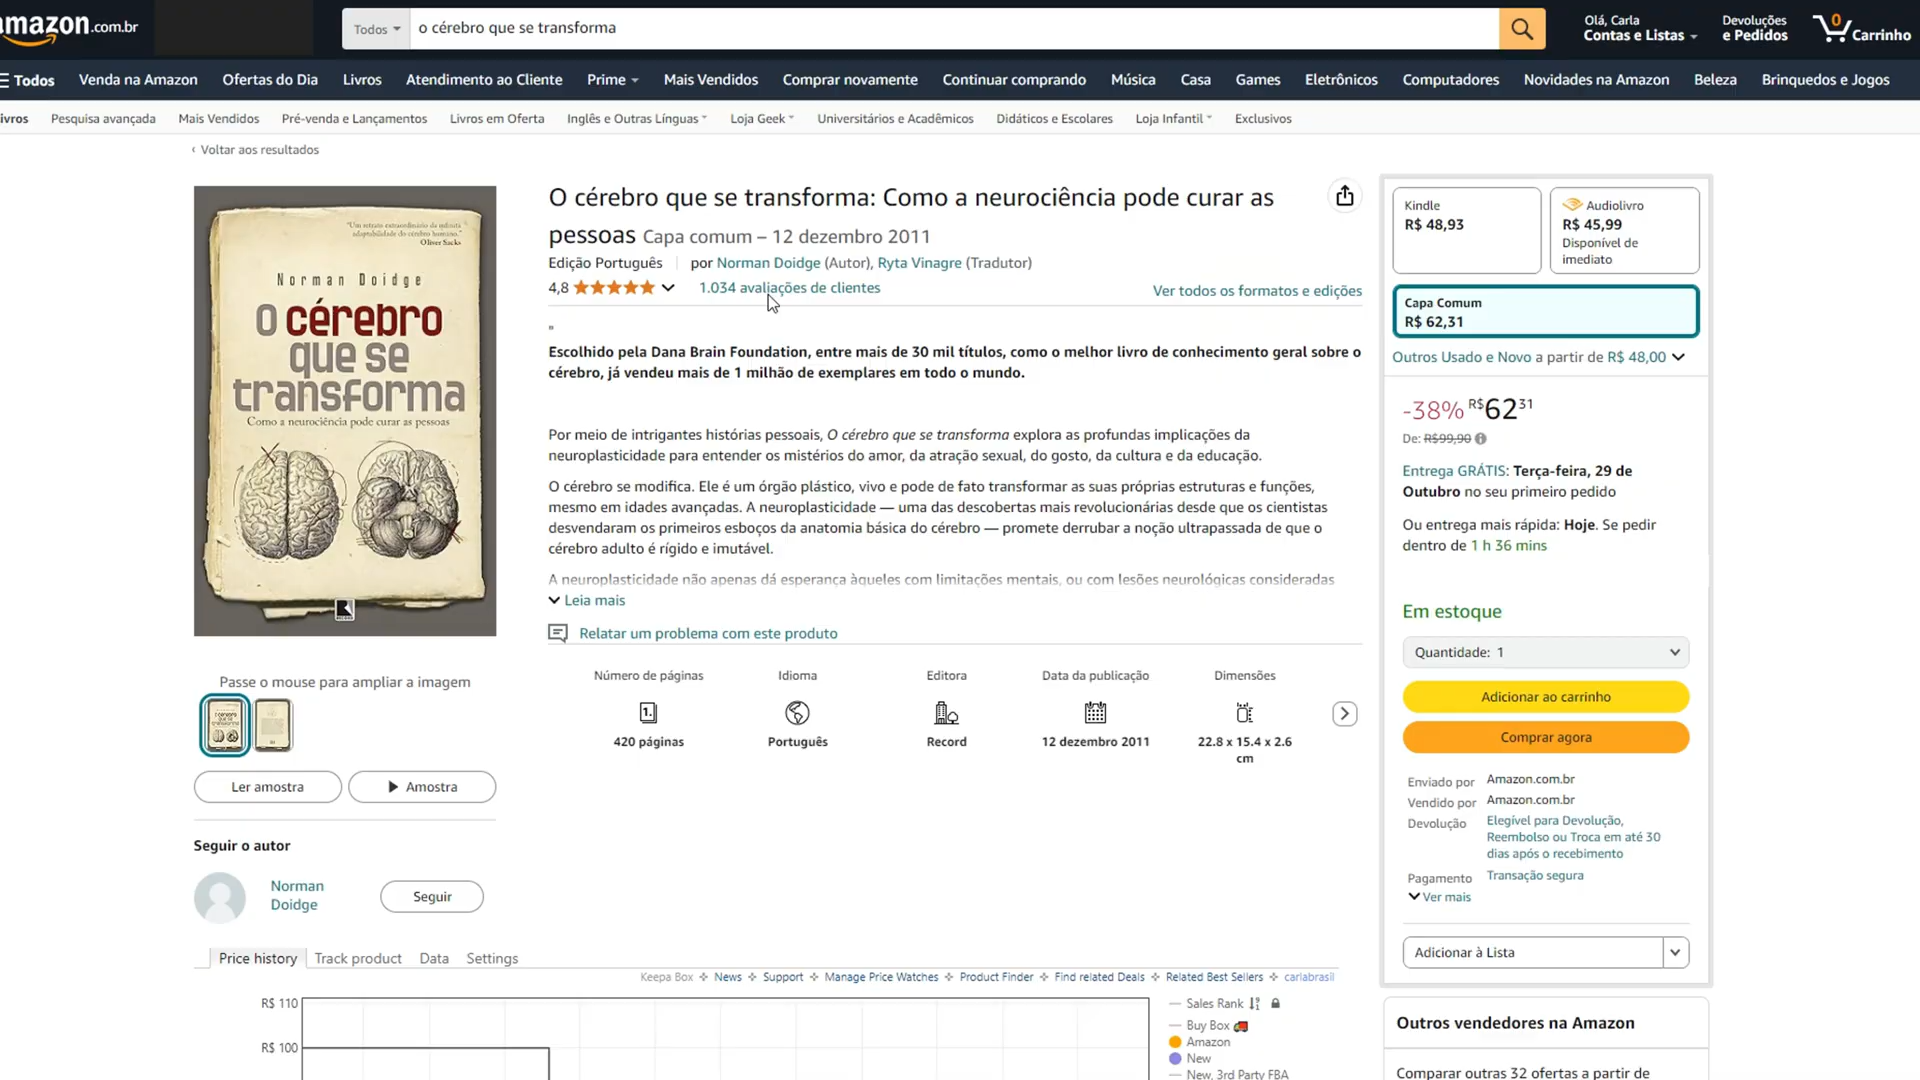 amazon.com.br
Todos
o cérebro que se transforma
Olá, Carla
Contas e Listas
Devoluções
e Pedidos
0
Carrinho
Todos
Venda na Amazon
Ofertas do Dia
Livros
Atendimento ao Cliente
Prime
Mais Vendidos
Comprar novamente
Continuar comprando
Música
Casa
Games
Eletrônicos
Computadores
Novidades na Amazon
Beleza
Brinquedos e Jogos
ivros
Pesquisa avançada
Mais Vendidos
Pré-venda e Lançamentos
Livros em Oferta
Inglês e Outras Línguas
Loja Geek
Universitários e Acadêmicos
Didáticos e Escolares
Loja Infantil
Exclusivos
‹ Voltar aos resultados
"Um retrato extraordinário da infinita
adaptabilidade do cérebro humano."
Oliver Sacks
Norman Doidge
O cérebro
que se
transforma
Como a neurociência pode curar as pessoas
RECORD
Passe o mouse para ampliar a imagem
Ler amostra
Amostra
Seguir o autor
Norman
Doidge
Seguir
O cérebro que se transforma: Como a neurociência pode curar as
pessoas Capa comum – 12 dezembro 2011
Edição Português | por Norman Doidge (Autor), Ryta Vinagre (Tradutor)
4,8
1.034 avaliações de clientes
Ver todos os formatos e edições
"
Escolhido pela Dana Brain Foundation, entre mais de 30 mil títulos, como o melhor livro de conhecimento geral sobre o
cérebro, já vendeu mais de 1 milhão de exemplares em todo o mundo.
Por meio de intrigantes histórias pessoais, O cérebro que se transforma explora as profundas implicações da
neuroplasticidade para entender os mistérios do amor, da atração sexual, do gosto, da cultura e da educação.
O cérebro se modifica. Ele é um órgão plástico, vivo e pode de fato transformar as suas próprias estruturas e funções,
mesmo em idades avançadas. A neuroplasticidade — uma das descobertas mais revolucionárias desde que os cientistas
desvendaram os primeiros esboços da anatomia básica do cérebro — promete derrubar a noção ultrapassada de que o
cérebro adulto é rígido e imutável.
A neuroplasticidade não apenas dá esperança àqueles com limitações mentais, ou com lesões neurológicas consideradas
Leia mais
Relatar um problema com este produto
Número de páginas
1.
420 páginas
Idioma
Português
Editora
Record
Data da publicação
12 dezembro 2011
Dimensões
22.8 x 15.4 x 2.6
cm
Kindle
R$ 48,93
Audiolivro
R$ 45,99
Disponível de
imediato
Capa Comum
R$ 62,31
Outros Usado e Novo a partir de R$ 48,00
-38% R$62 31
De: R$99,90
Entrega GRÁTIS: Terça-feira, 29 de
Outubro no seu primeiro pedido
Ou entrega mais rápida: Hoje. Se pedir
dentro de 1 h 36 mins
Em estoque
Quantidade: 1
Adicionar ao carrinho
Comprar agora
Enviado por Amazon.com.br
Vendido por Amazon.com.br
Devolução Elegível para Devolução,
Reembolso ou Troca em até 30
dias após o recebimento
Pagamento Transação segura
Ver mais
Adicionar à Lista
Outros vendedores na Amazon
Comparar outras 32 ofertas a partir de
Price history
Track product
Data
Settings
Keepa Box
News
Support
Manage Price Watches
Product Finder
Find related Deals
Related Best Sellers
carlabrasil
R$ 110
R$ 100
Sales Rank
Buy Box
Amazon
New
New, 3rd Party FBA